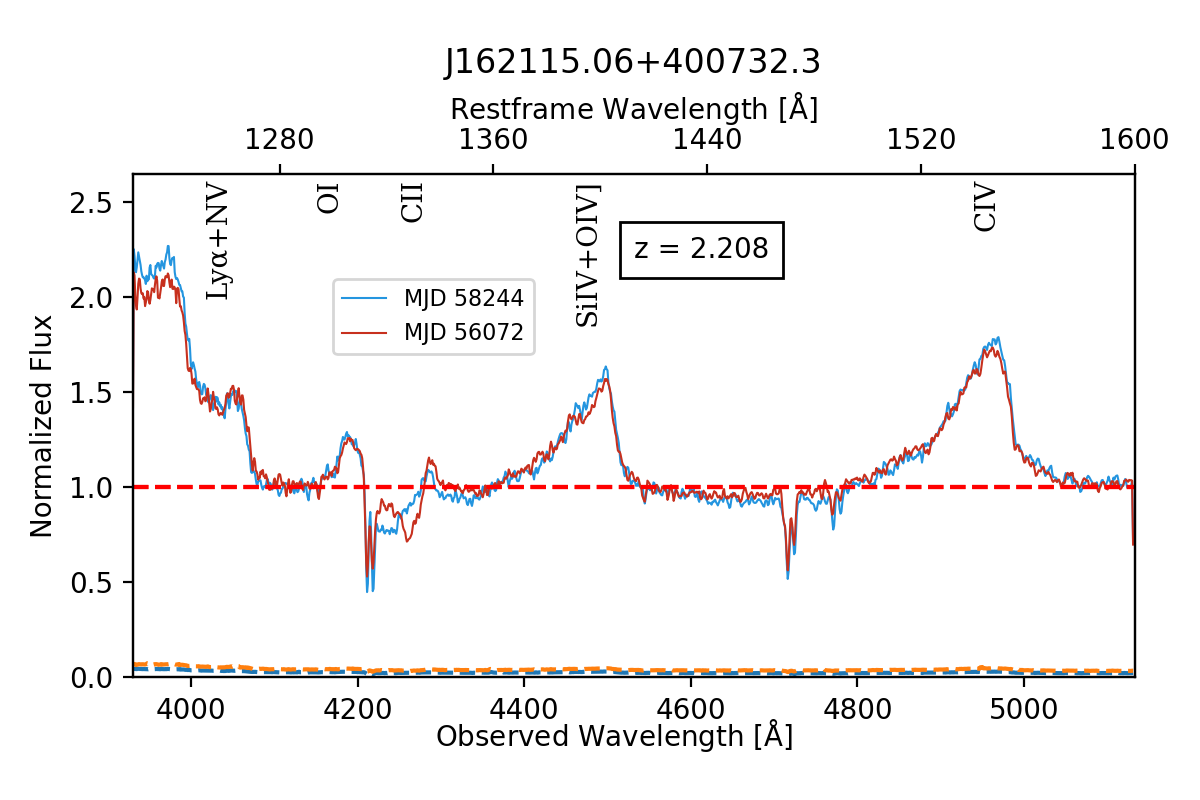 J162115.06+400732.3
Restframe Wavelength [Å]
1280 1360 1440 1520 1600
Lyα+NV
OI
CII
SiIV+OIV]
CIV
z = 2.208
MJD 58244
MJD 56072
Normalized Flux
2.5
2.0
1.5
1.0
0.5
0.0
4000 4200 4400 4600 4800 5000
Observed Wavelength [Å]